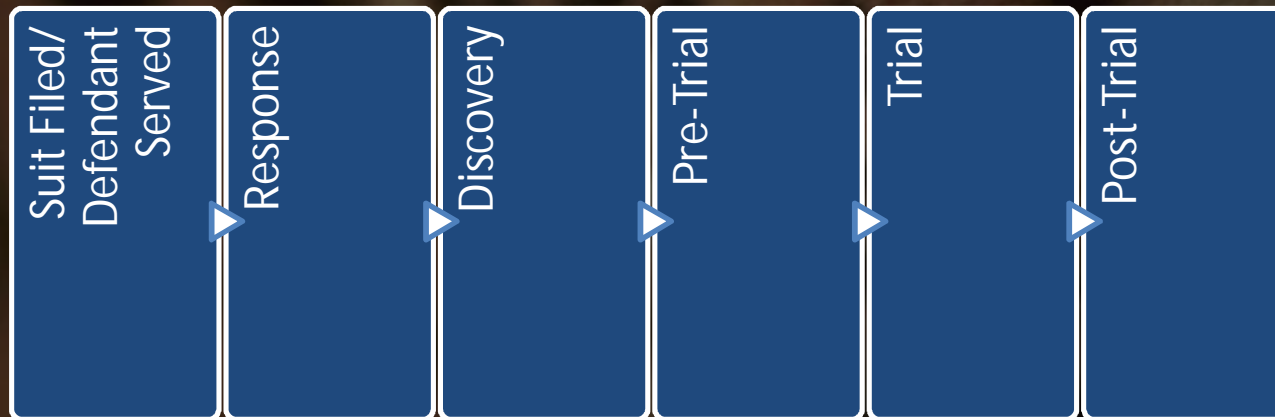 Suit Filed/
Defendant
Served
Response
Discovery
Pre-Trial
Trial
Post-Trial